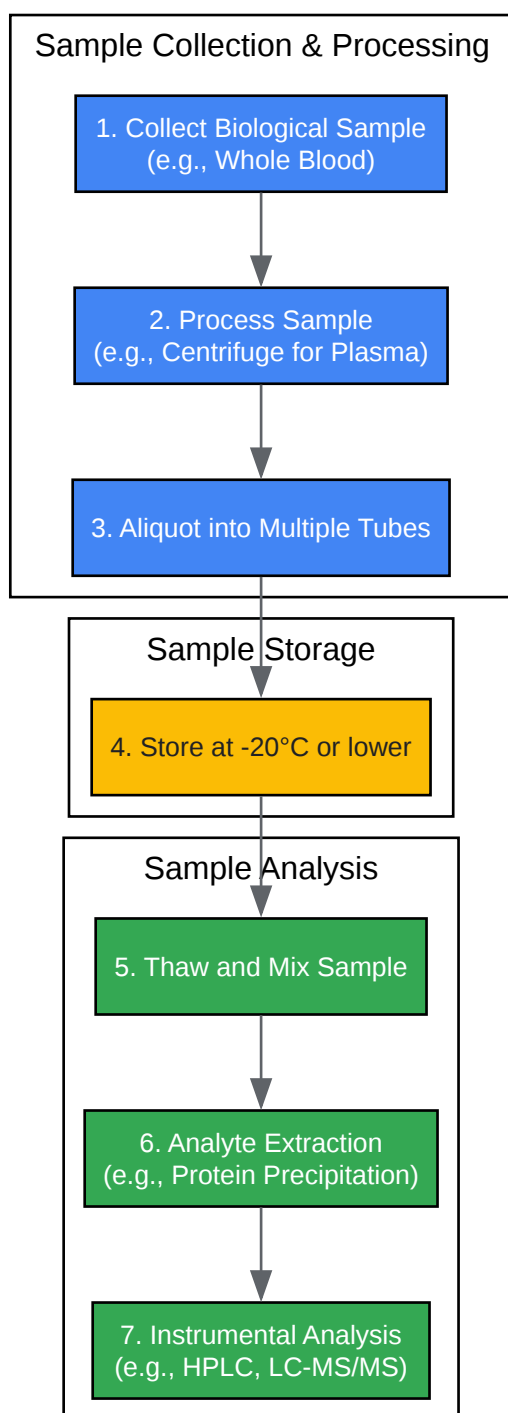 Sample Collection & Processing
1. Collect Biological Sample
(e.g., Whole Blood)
2. Process Sample
(e.g., Centrifuge for Plasma)
3. Aliquot into Multiple Tubes
Sample Storage
4. Store at -20°C or lower
Sample Analysis
5. Thaw and Mix Sample
6. Analyte Extraction
(e.g., Protein Precipitation)
7. Instrumental Analysis
(e.g., HPLC, LC-MS/MS)